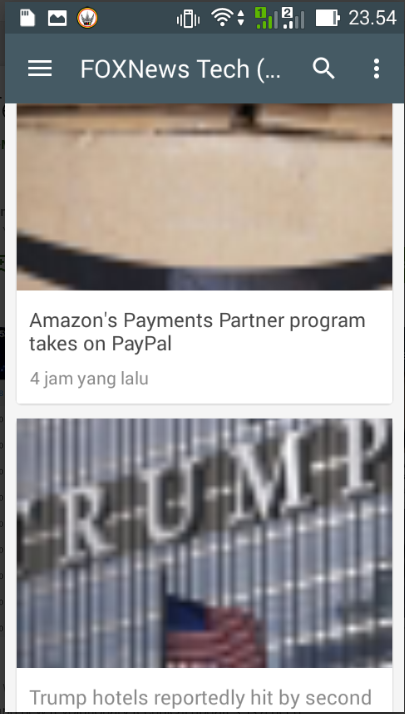 1 2 23.54
FOXNews Tech (...
Amazon's Payments Partner program
takes on PayPal
4 jam yang lalu
TRUMP
Trump hotels reportedly hit by second